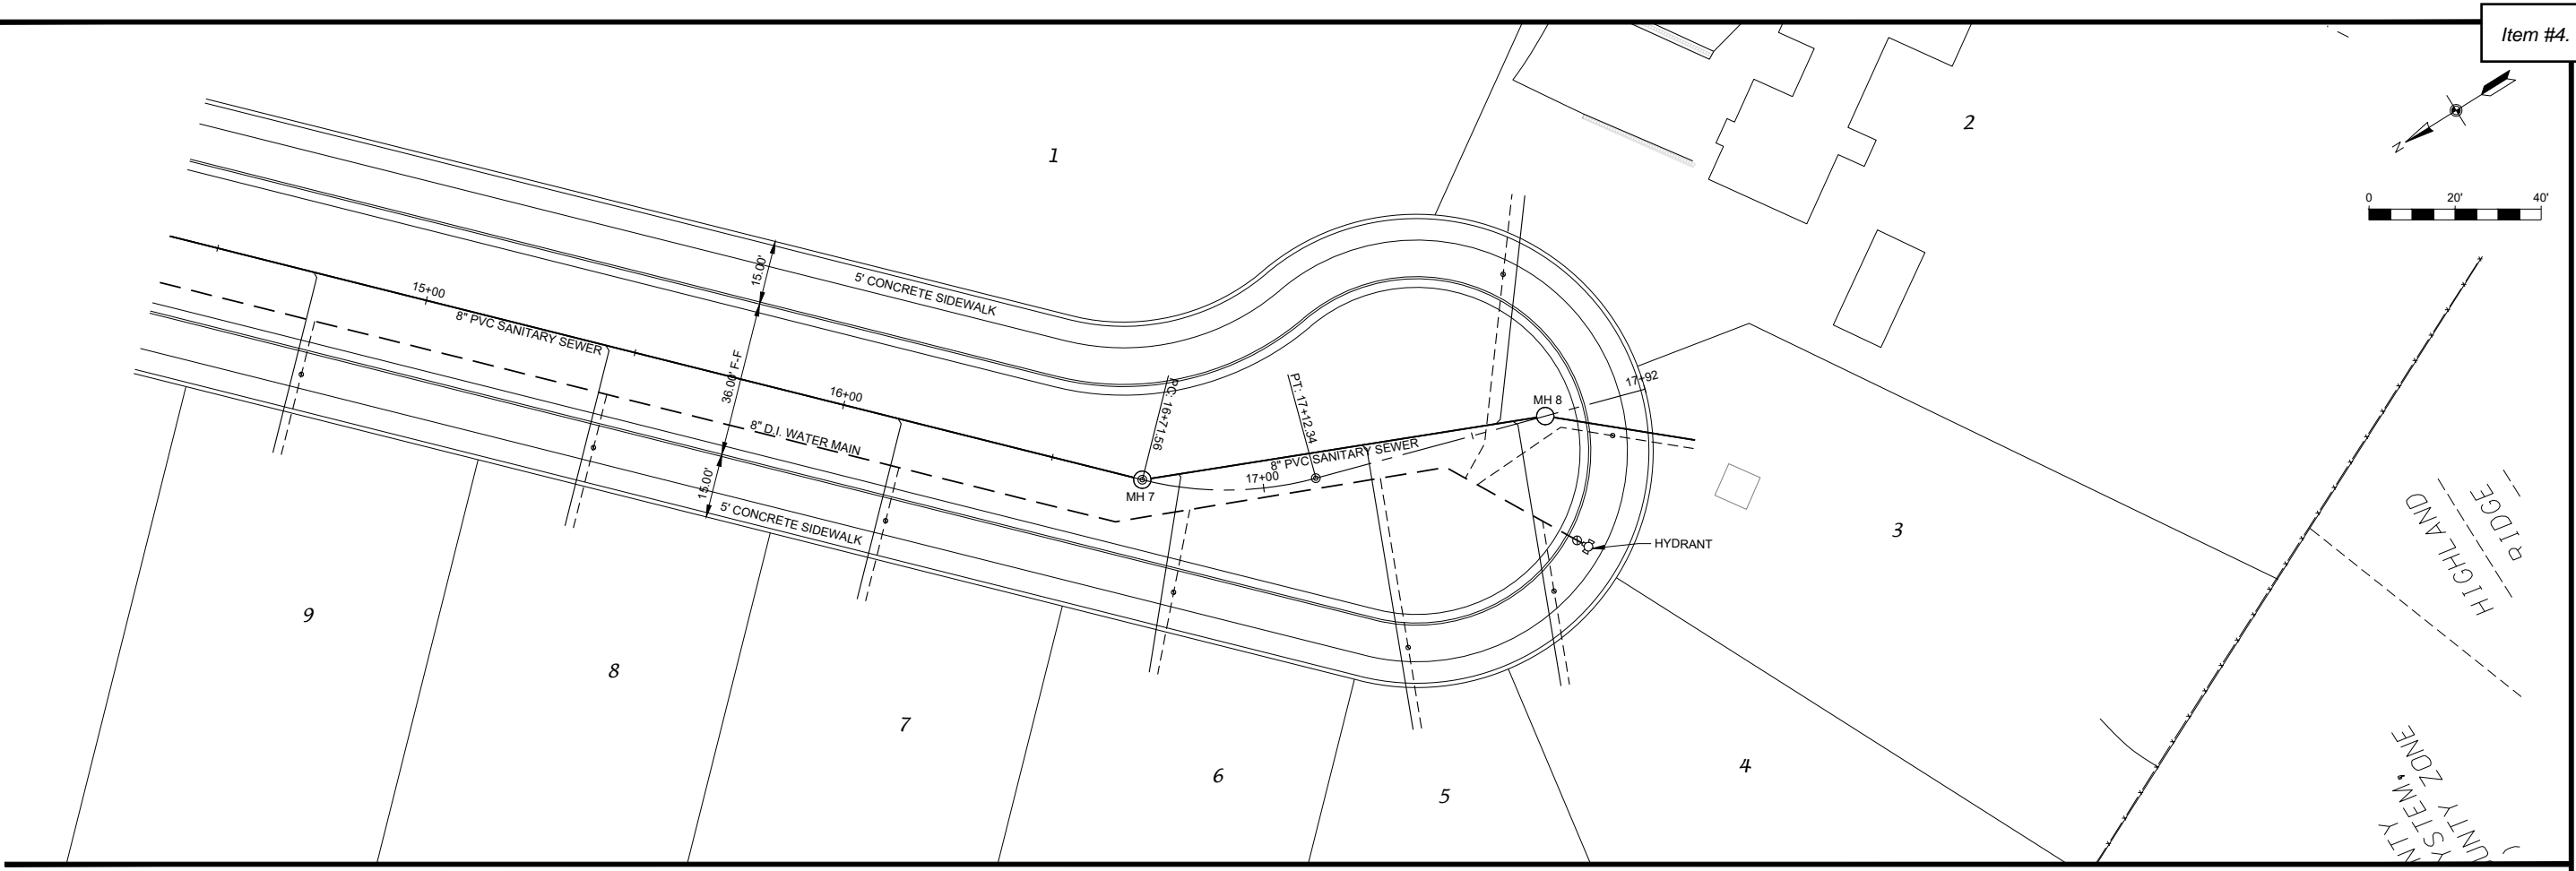 Item #4.
N
0 20' 40'
1
2
15.00'
5' CONCRETE SIDEWALK
15+00
8" PVC SANITARY SEWER
36.00' F-F
16+00
8" D.I. WATER MAIN
15.00'
5' CONCRETE SIDEWALK
PC: 16+71.56
MH 7
PT: 17+12.34
17+00
8" PVC SANITARY SEWER
MH 8
17+92
HYDRANT
3
HIGHLAND
RIDGE
9
8
7
6
5
4
ZONE